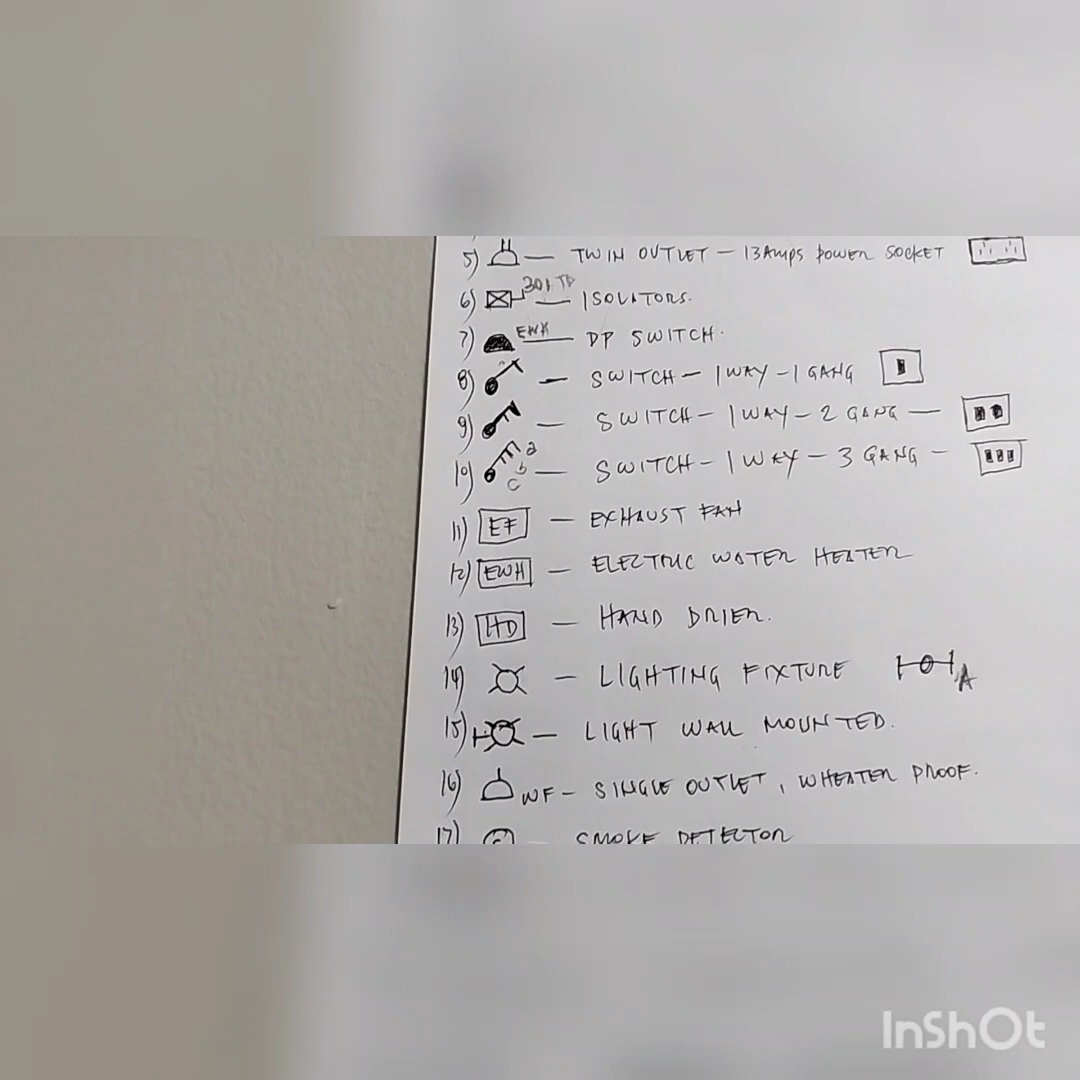 5) — TWIN OUTLET – 13 Amps power socket
6) — ISOLATORS.
7) EWH — DP SWITCH.
8) — SWITCH – 1 WAY – 1 GANG
9) — SWITCH – 1 WAY – 2 GANG —
10) a b c — SWITCH – 1 WAY – 3 GANG –
11) EF — EXHAUST FAN
12) EWH — ELECTRIC WATER HEATER
13) HD — HAND DRIER.
14) — LIGHTING FIXTURE A
15) — LIGHT WALL MOUNTED.
16) WF – SINGLE OUTLET, WHEATER PROOF.
17) — SMOKE DETECTOR
InShOt